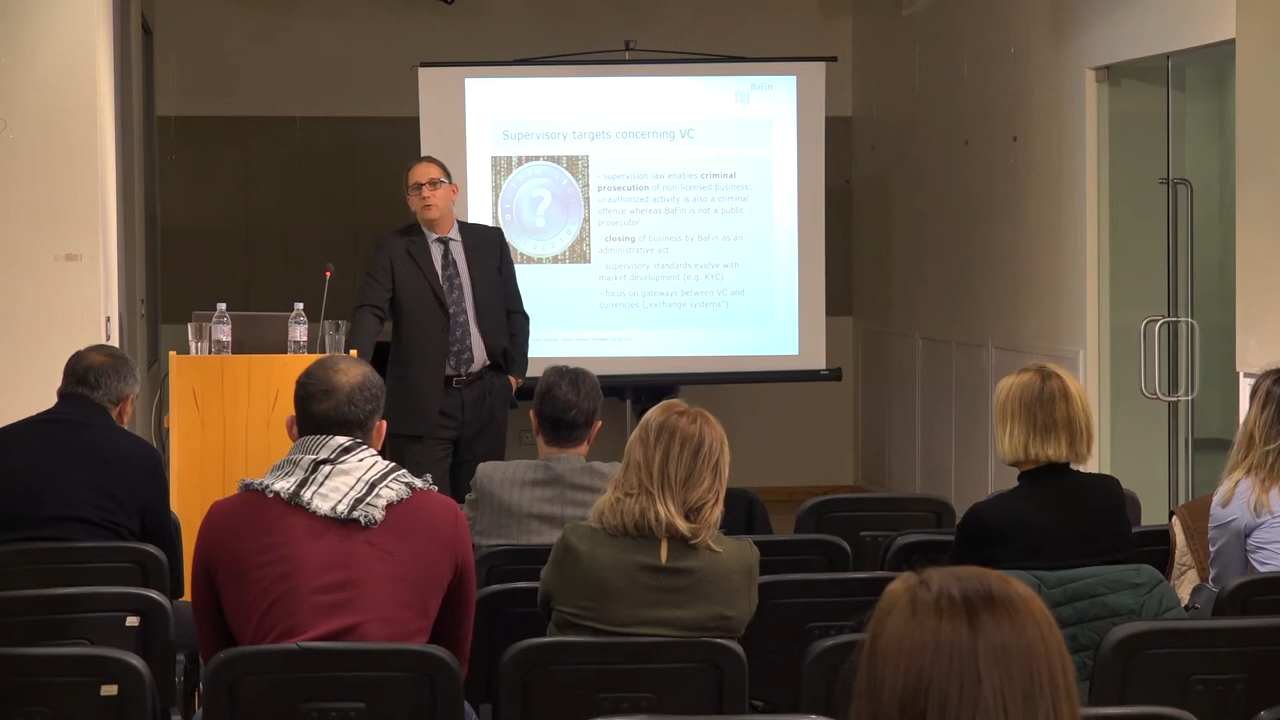 BaFin
Supervisory targets concerning VC
- supervision law enables criminal
prosecution of non-licensed business;
unauthorized activity is also a criminal
offence whereas BaFin is not a public
prosecutor
- closing of business by BaFin as an
administrative act
- supervisory standards evolve with
market development (e.g. KYC).
- focus on gateways between VC and
currencies („exchange systems")
?